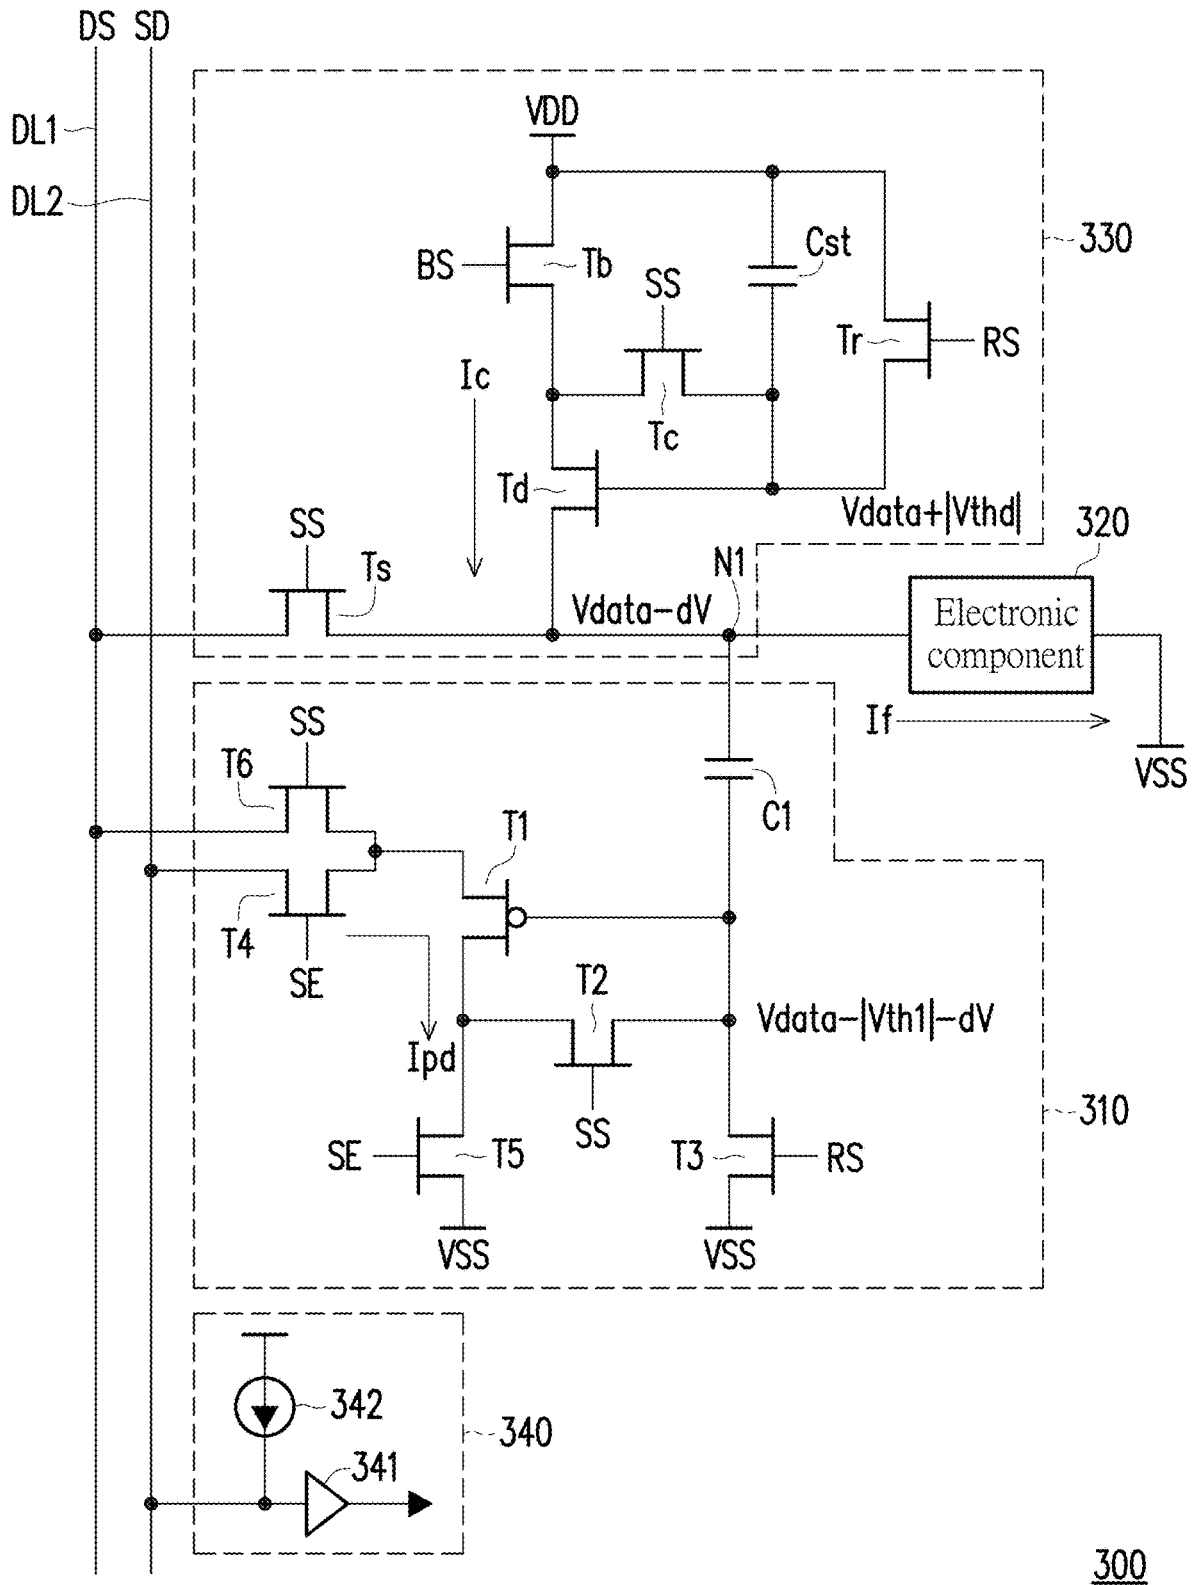 DS SD
DL1
DL2
VDD
330
BS
Tb
SS
Cst
Tr
RS
Ic
Tc
Td
Vdata+|Vthd|
SS
Ts
N1
320
Vdata-dV
Electronic
component
If
VSS
SS
T6
C1
T1
T4
SE
T2
Vdata-|Vth1|-dV
Ipd
310
SS
SE
T5
T3
RS
VSS
VSS
342
340
341
300